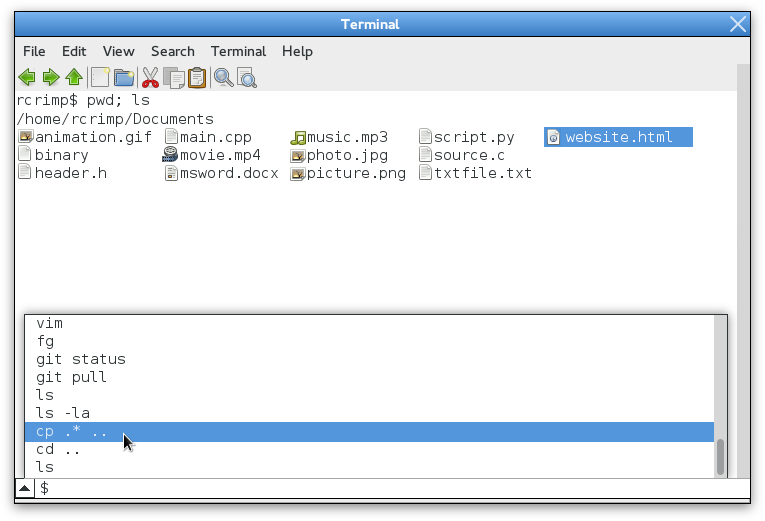 Terminal
File Edit View Search Terminal Help
rcrimp$ pwd; ls
/home/rcrimp/Documents
animation.gif main.cpp music.mp3 script.py website.html
binary movie.mp4 photo.jpg source.c
header.h msword.docx picture.png txtfile.txt
vim
fg
git status
git pull
ls
ls -la
cp .* ..
cd ..
ls
$